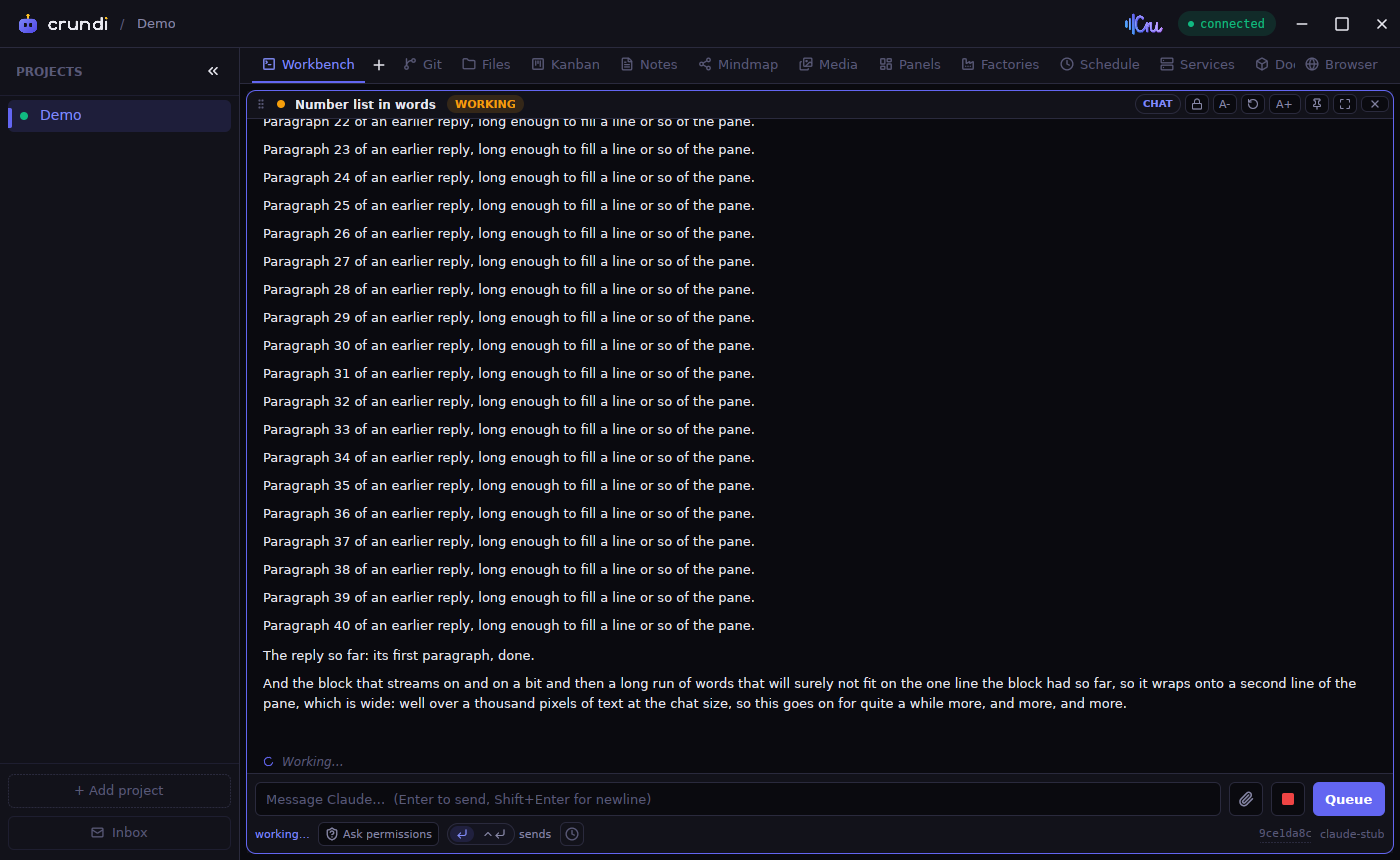 crundi / Demo
Cru
connected
PROJECTS
Workbench
Git
Files
Kanban
Notes
Mindmap
Media
Panels
Factories
Schedule
Services
Do
Browser
Demo
Number list in words WORKING
CHAT
A-
A+
Paragraph 22 of an earlier reply, long enough to fill a line or so of the pane.
Paragraph 23 of an earlier reply, long enough to fill a line or so of the pane.
Paragraph 24 of an earlier reply, long enough to fill a line or so of the pane.
Paragraph 25 of an earlier reply, long enough to fill a line or so of the pane.
Paragraph 26 of an earlier reply, long enough to fill a line or so of the pane.
Paragraph 27 of an earlier reply, long enough to fill a line or so of the pane.
Paragraph 28 of an earlier reply, long enough to fill a line or so of the pane.
Paragraph 29 of an earlier reply, long enough to fill a line or so of the pane.
Paragraph 30 of an earlier reply, long enough to fill a line or so of the pane.
Paragraph 31 of an earlier reply, long enough to fill a line or so of the pane.
Paragraph 32 of an earlier reply, long enough to fill a line or so of the pane.
Paragraph 33 of an earlier reply, long enough to fill a line or so of the pane.
Paragraph 34 of an earlier reply, long enough to fill a line or so of the pane.
Paragraph 35 of an earlier reply, long enough to fill a line or so of the pane.
Paragraph 36 of an earlier reply, long enough to fill a line or so of the pane.
Paragraph 37 of an earlier reply, long enough to fill a line or so of the pane.
Paragraph 38 of an earlier reply, long enough to fill a line or so of the pane.
Paragraph 39 of an earlier reply, long enough to fill a line or so of the pane.
Paragraph 40 of an earlier reply, long enough to fill a line or so of the pane.
The reply so far: its first paragraph, done.
And the block that streams on and on a bit and then a long run of words that will surely not fit on the one line the block had so far, so it wraps onto a second line of the
pane, which is wide: well over a thousand pixels of text at the chat size, so this goes on for quite a while more, and more, and more.
Working...
+ Add project
Inbox
Message Claude... (Enter to send, Shift+Enter for newline)
Queue
working...
Ask permissions
sends
9ce1da8c
claude-stub